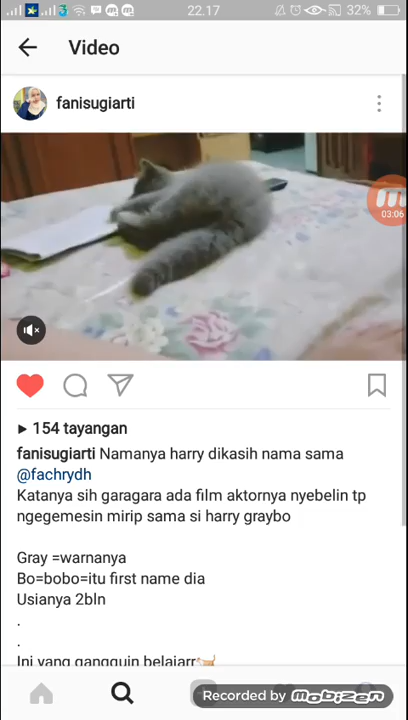 22.17
32%
Video
fanisugiarti
03:06
154 tayangan
fanisugiarti Namanya harry dikasih nama sama
@fachrydh
Katanya sih garagara ada film aktornya nyebelin tp
ngegemesin mirip sama si harry graybo
Gray =warnanya
Bo=bobo=itu first name dia
Usianya 2bln
.
.
Ini yang gangguin belajarr
Recorded by mobizen